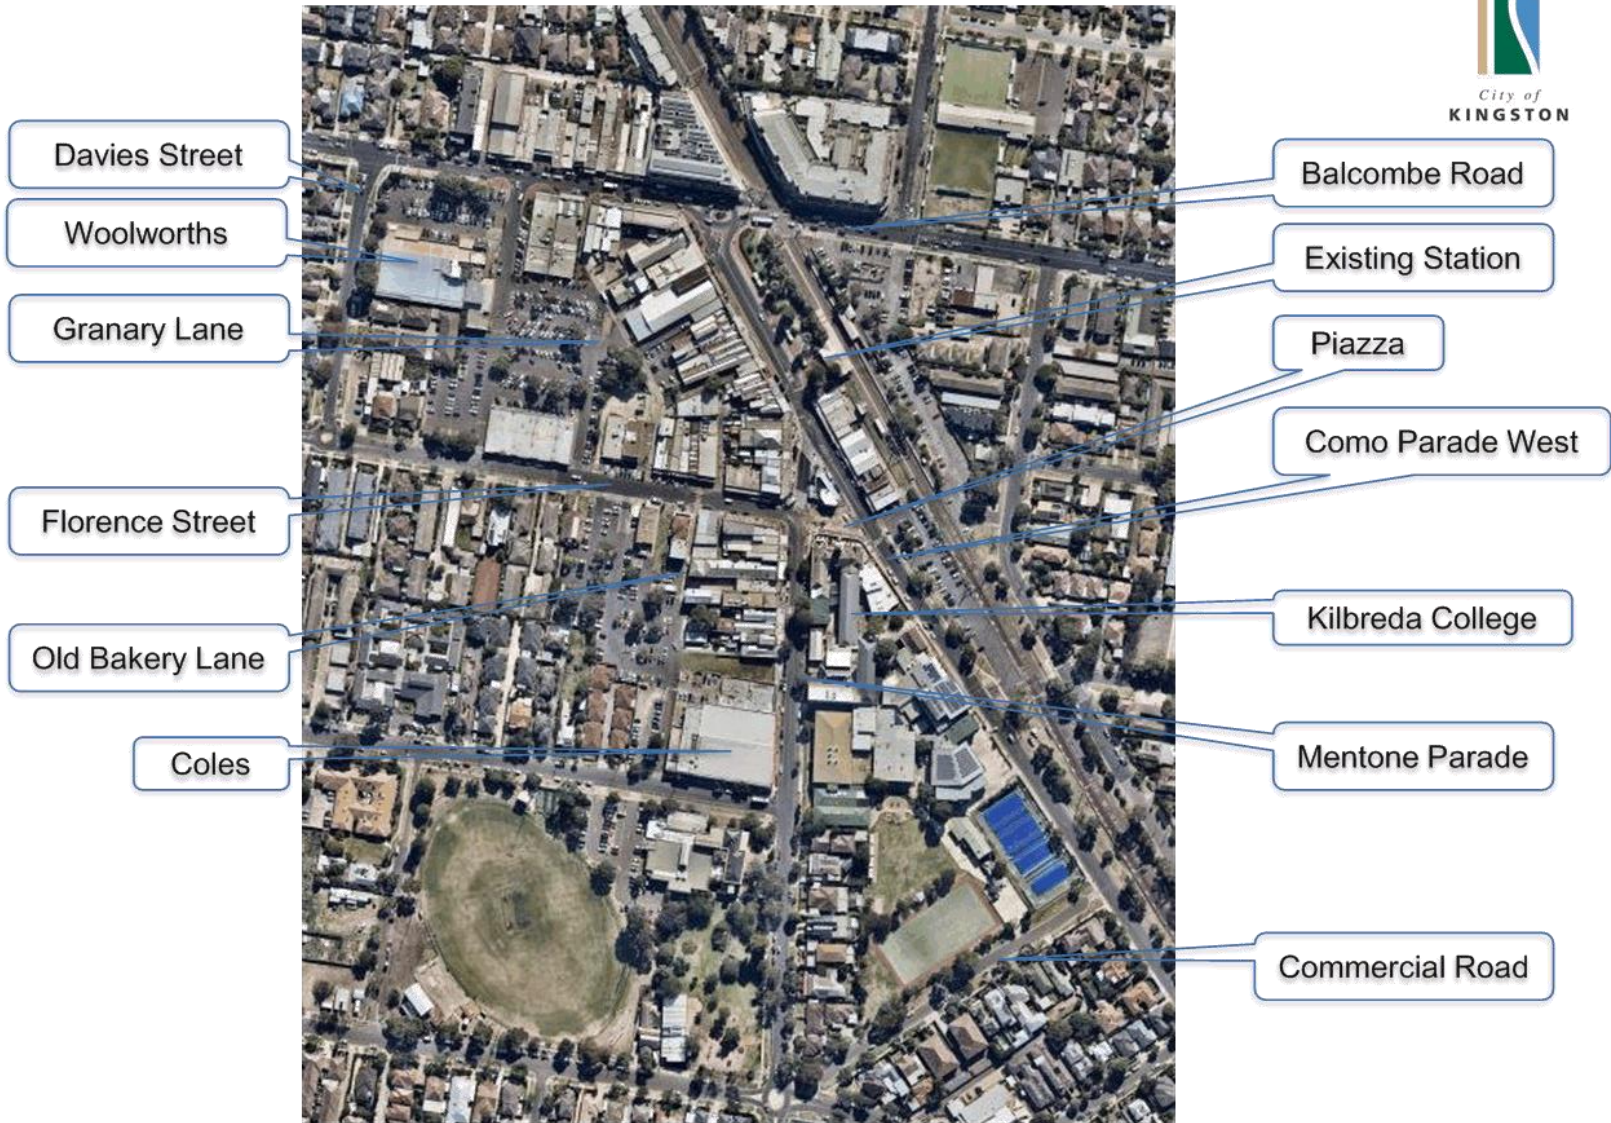 City of
KINGSTON
Davies Street
Woolworths
Granary Lane
Florence Street
Old Bakery Lane
Coles
Balcombe Road
Existing Station
Piazza
Como Parade West
Kilbreda College
Mentone Parade
Commercial Road